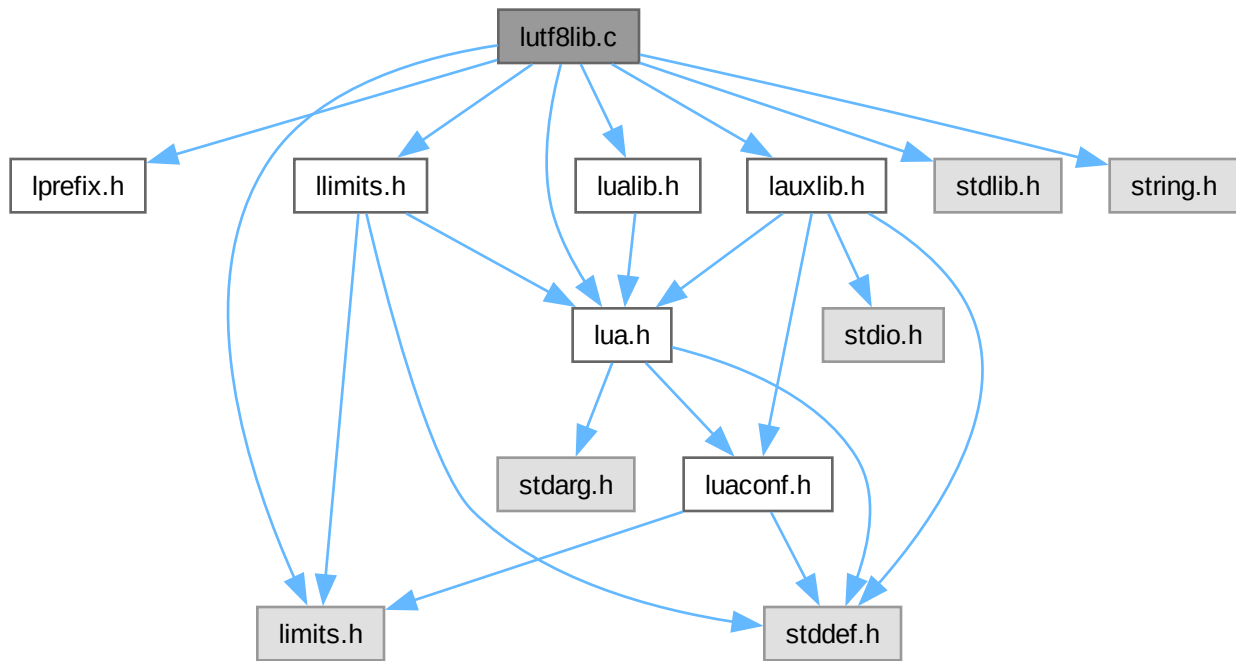 lutf8lib.c
lprefix.h
llimits.h
lualib.h
lauxlib.h
stdlib.h
string.h
lua.h
stdio.h
stdarg.h
luaconf.h
limits.h
stddef.h